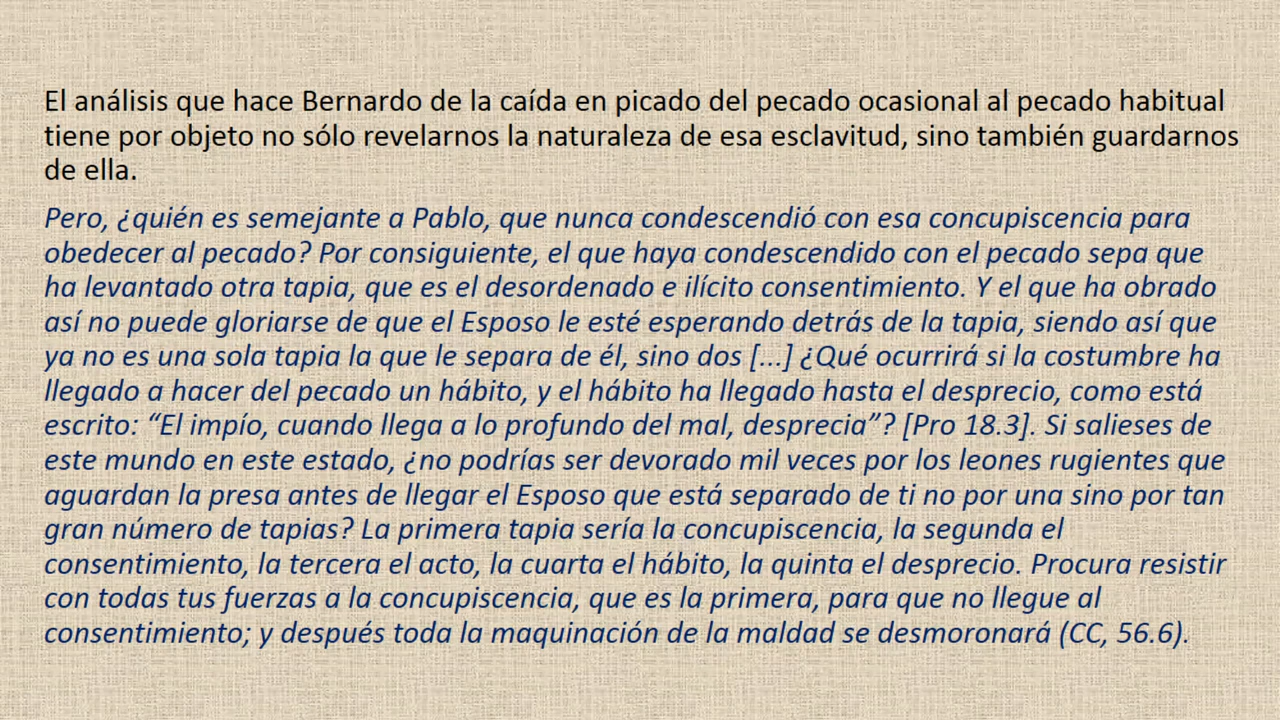 El análisis que hace Bernardo de la caída en picado del pecado ocasional al pecado habitual
tiene por objeto no sólo revelarnos la naturaleza de esa esclavitud, sino también guardarnos
de ella.
Pero, ¿quién es semejante a Pablo, que nunca condescendió con esa concupiscencia para
obedecer al pecado? Por consiguiente, el que haya condescendido con el pecado sepa que
ha levantado otra tapia, que es el desordenado e ilícito consentimiento. Y el que ha obrado
así no puede gloriarse de que el Esposo le esté esperando detrás de la tapia, siendo así que
ya no es una sola tapia la que le separa de él, sino dos [...] ¿Qué ocurrirá si la costumbre ha
llegado a hacer del pecado un hábito, y el hábito ha llegado hasta el desprecio, como está
escrito: “El impío, cuando llega a lo profundo del mal, desprecia”? [Pro 18.3]. Si salieses de
este mundo en este estado, ¿no podrías ser devorado mil veces por los leones rugientes que
aguardan la presa antes de llegar el Esposo que está separado de ti no por una sino por tan
gran número de tapias? La primera tapia sería la concupiscencia, la segunda el
consentimiento, la tercera el acto, la cuarta el hábito, la quinta el desprecio. Procura resistir
con todas tus fuerzas a la concupiscencia, que es la primera, para que no llegue al
consentimiento; y después toda la maquinación de la maldad se desmoronará (CC, 56.6).